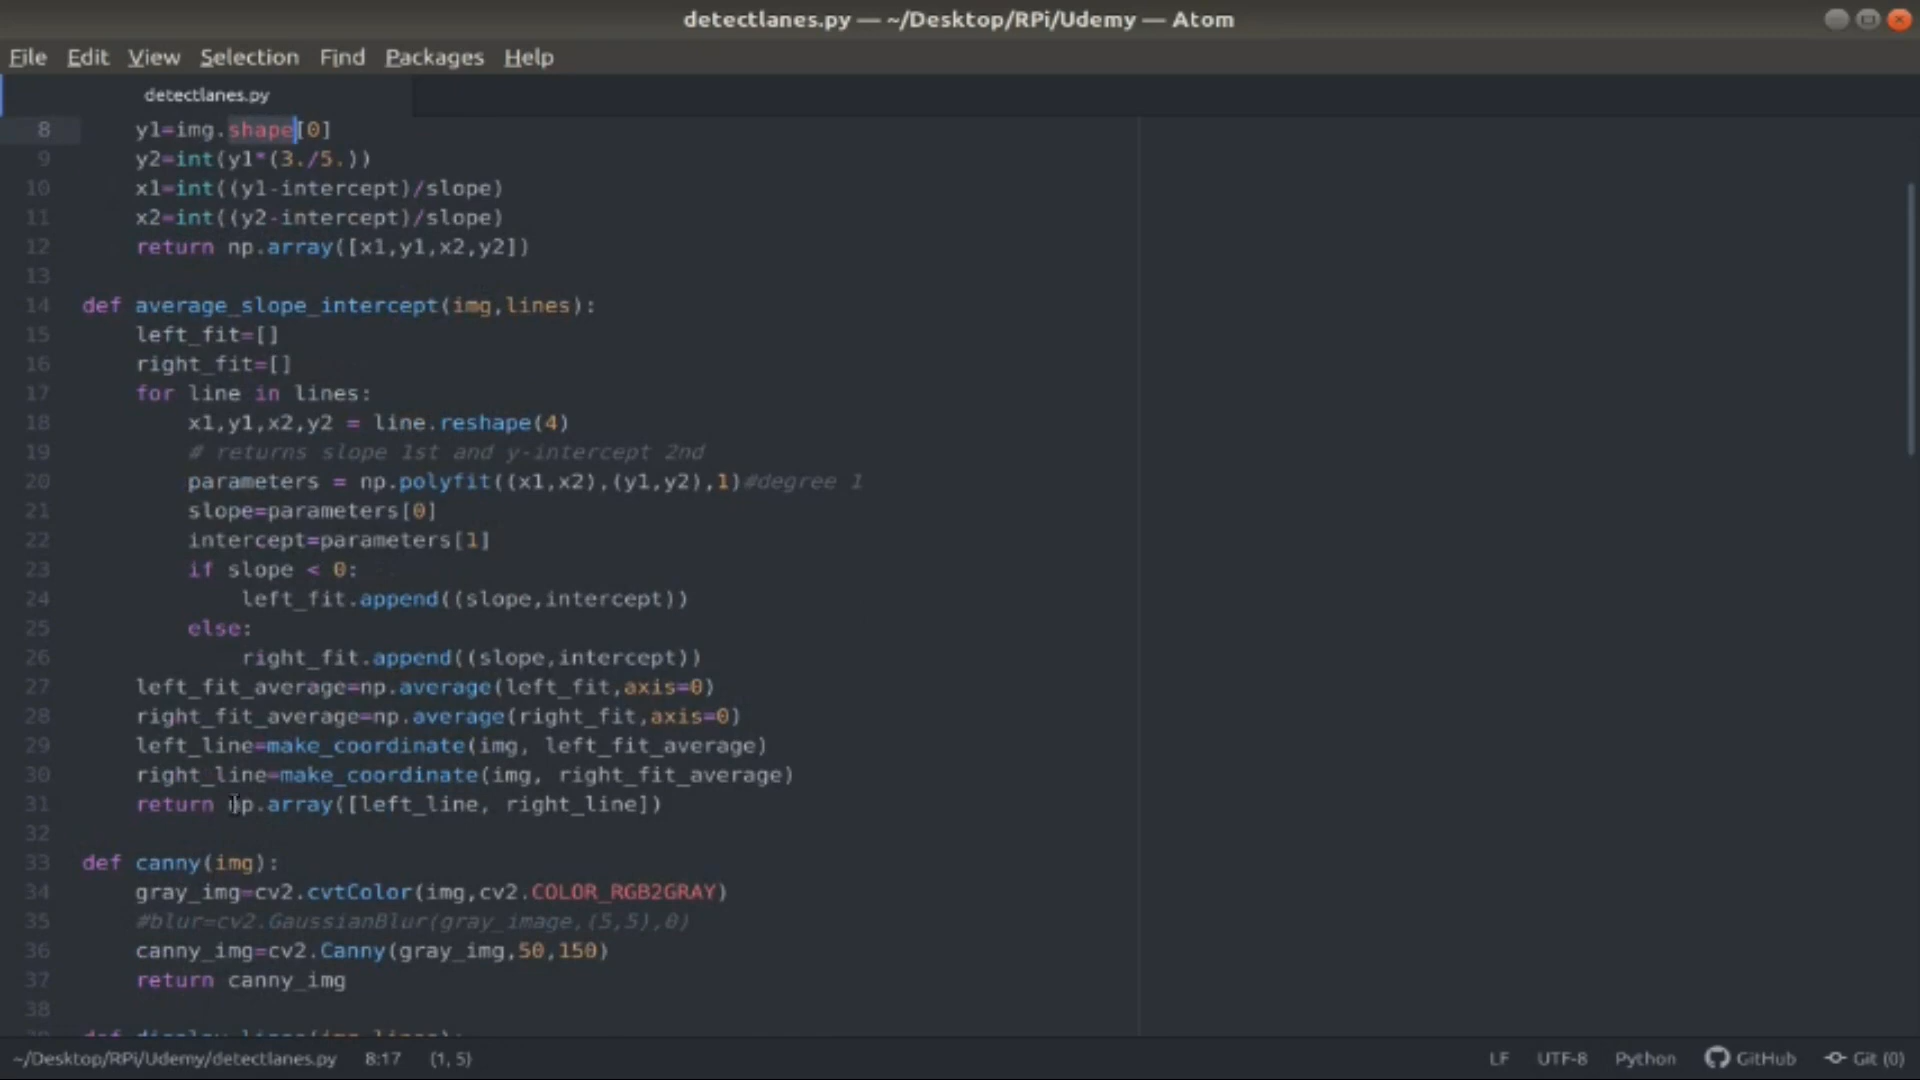 detectlanes.py — ~/Desktop/RPi/Udemy — Atom
File Edit View Selection Find Packages Help
detectlanes.py
8 y1=img.shape[0]
9 y2=int(y1*(3./5.))
10 x1=int((y1-intercept)/slope)
11 x2=int((y2-intercept)/slope)
12 return np.array([x1,y1,x2,y2])
13
14 def average_slope_intercept(img,lines):
15 left_fit=[]
16 right_fit=[]
17 for line in lines:
18 x1,y1,x2,y2 = line.reshape(4)
19 # returns slope 1st and y-intercept 2nd
20 parameters = np.polyfit((x1,x2),(y1,y2),1)#degree 1
21 slope=parameters[0]
22 intercept=parameters[1]
23 if slope < 0:
24 left_fit.append((slope,intercept))
25 else:
26 right_fit.append((slope,intercept))
27 left_fit_average=np.average(left_fit,axis=0)
28 right_fit_average=np.average(right_fit,axis=0)
29 left_line=make_coordinate(img, left_fit_average)
30 right_line=make_coordinate(img, right_fit_average)
31 return np.array([left_line, right_line])
32
33 def canny(img):
34 gray_img=cv2.cvtColor(img,cv2.COLOR_RGB2GRAY)
35 #blur=cv2.GaussianBlur(gray_image,(5,5),0)
36 canny_img=cv2.Canny(gray_img,50,150)
37 return canny_img
38
39 def display_lines(img,lines):
~/Desktop/RPi/Udemy/detectlanes.py 8:17 (1, 5) LF UTF-8 Python GitHub Git (0)